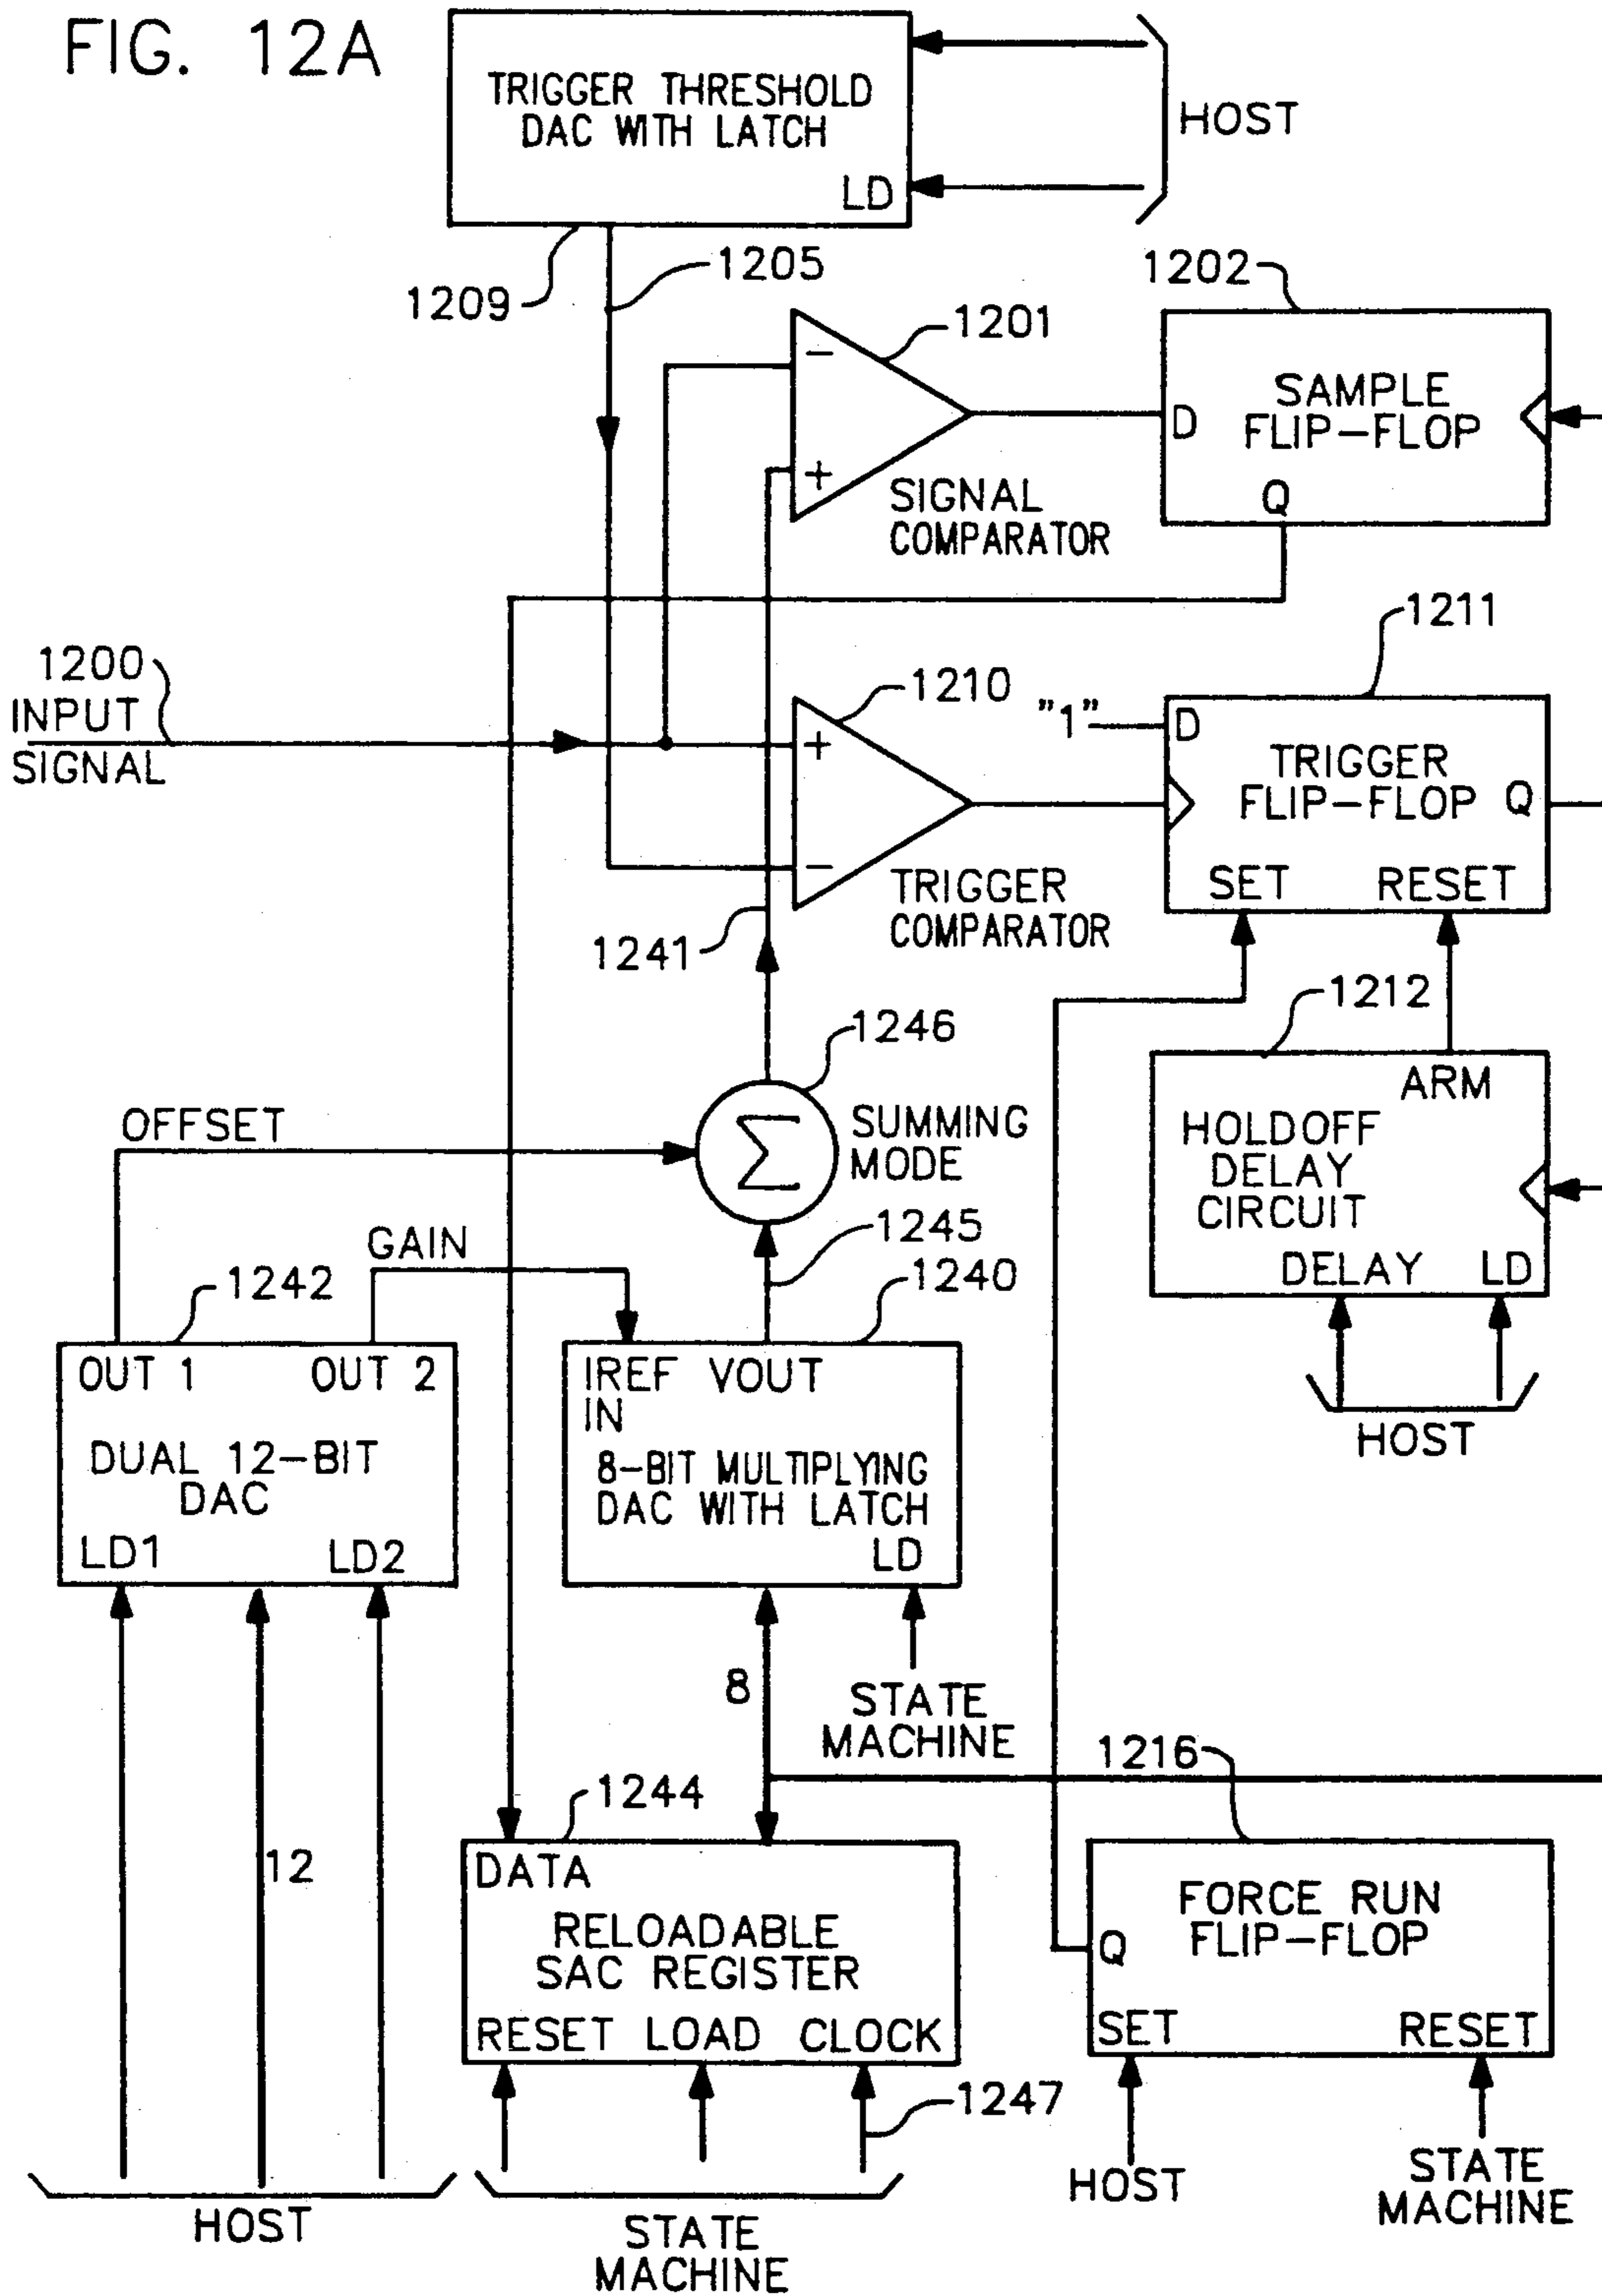 FIG. 12A
TRIGGER THRESHOLD
DAC WITH LATCH
LD
HOST
1209
1205
1201
1202
−
+
SIGNAL
COMPARATOR
D
SAMPLE
FLIP-FLOP
Q
1200
INPUT
SIGNAL
1210
1211
+
−
TRIGGER
COMPARATOR
"1"
D
TRIGGER
FLIP-FLOP
Q
SET
RESET
1241
1212
ARM
HOLDOFF
DELAY
CIRCUIT
DELAY
LD
HOST
1246
Σ
SUMMING
MODE
OFFSET
1245
GAIN
1242
1240
OUT 1
OUT 2
DUAL 12-BIT
DAC
LD1
LD2
IREF VOUT
IN
8-BIT MULTIPLYING
DAC WITH LATCH
LD
8
STATE
MACHINE
12
HOST
1244
DATA
RELOADABLE
SAC REGISTER
RESET LOAD CLOCK
1247
STATE
MACHINE
1216
FORCE RUN
FLIP-FLOP
Q
SET
RESET
HOST
STATE
MACHINE